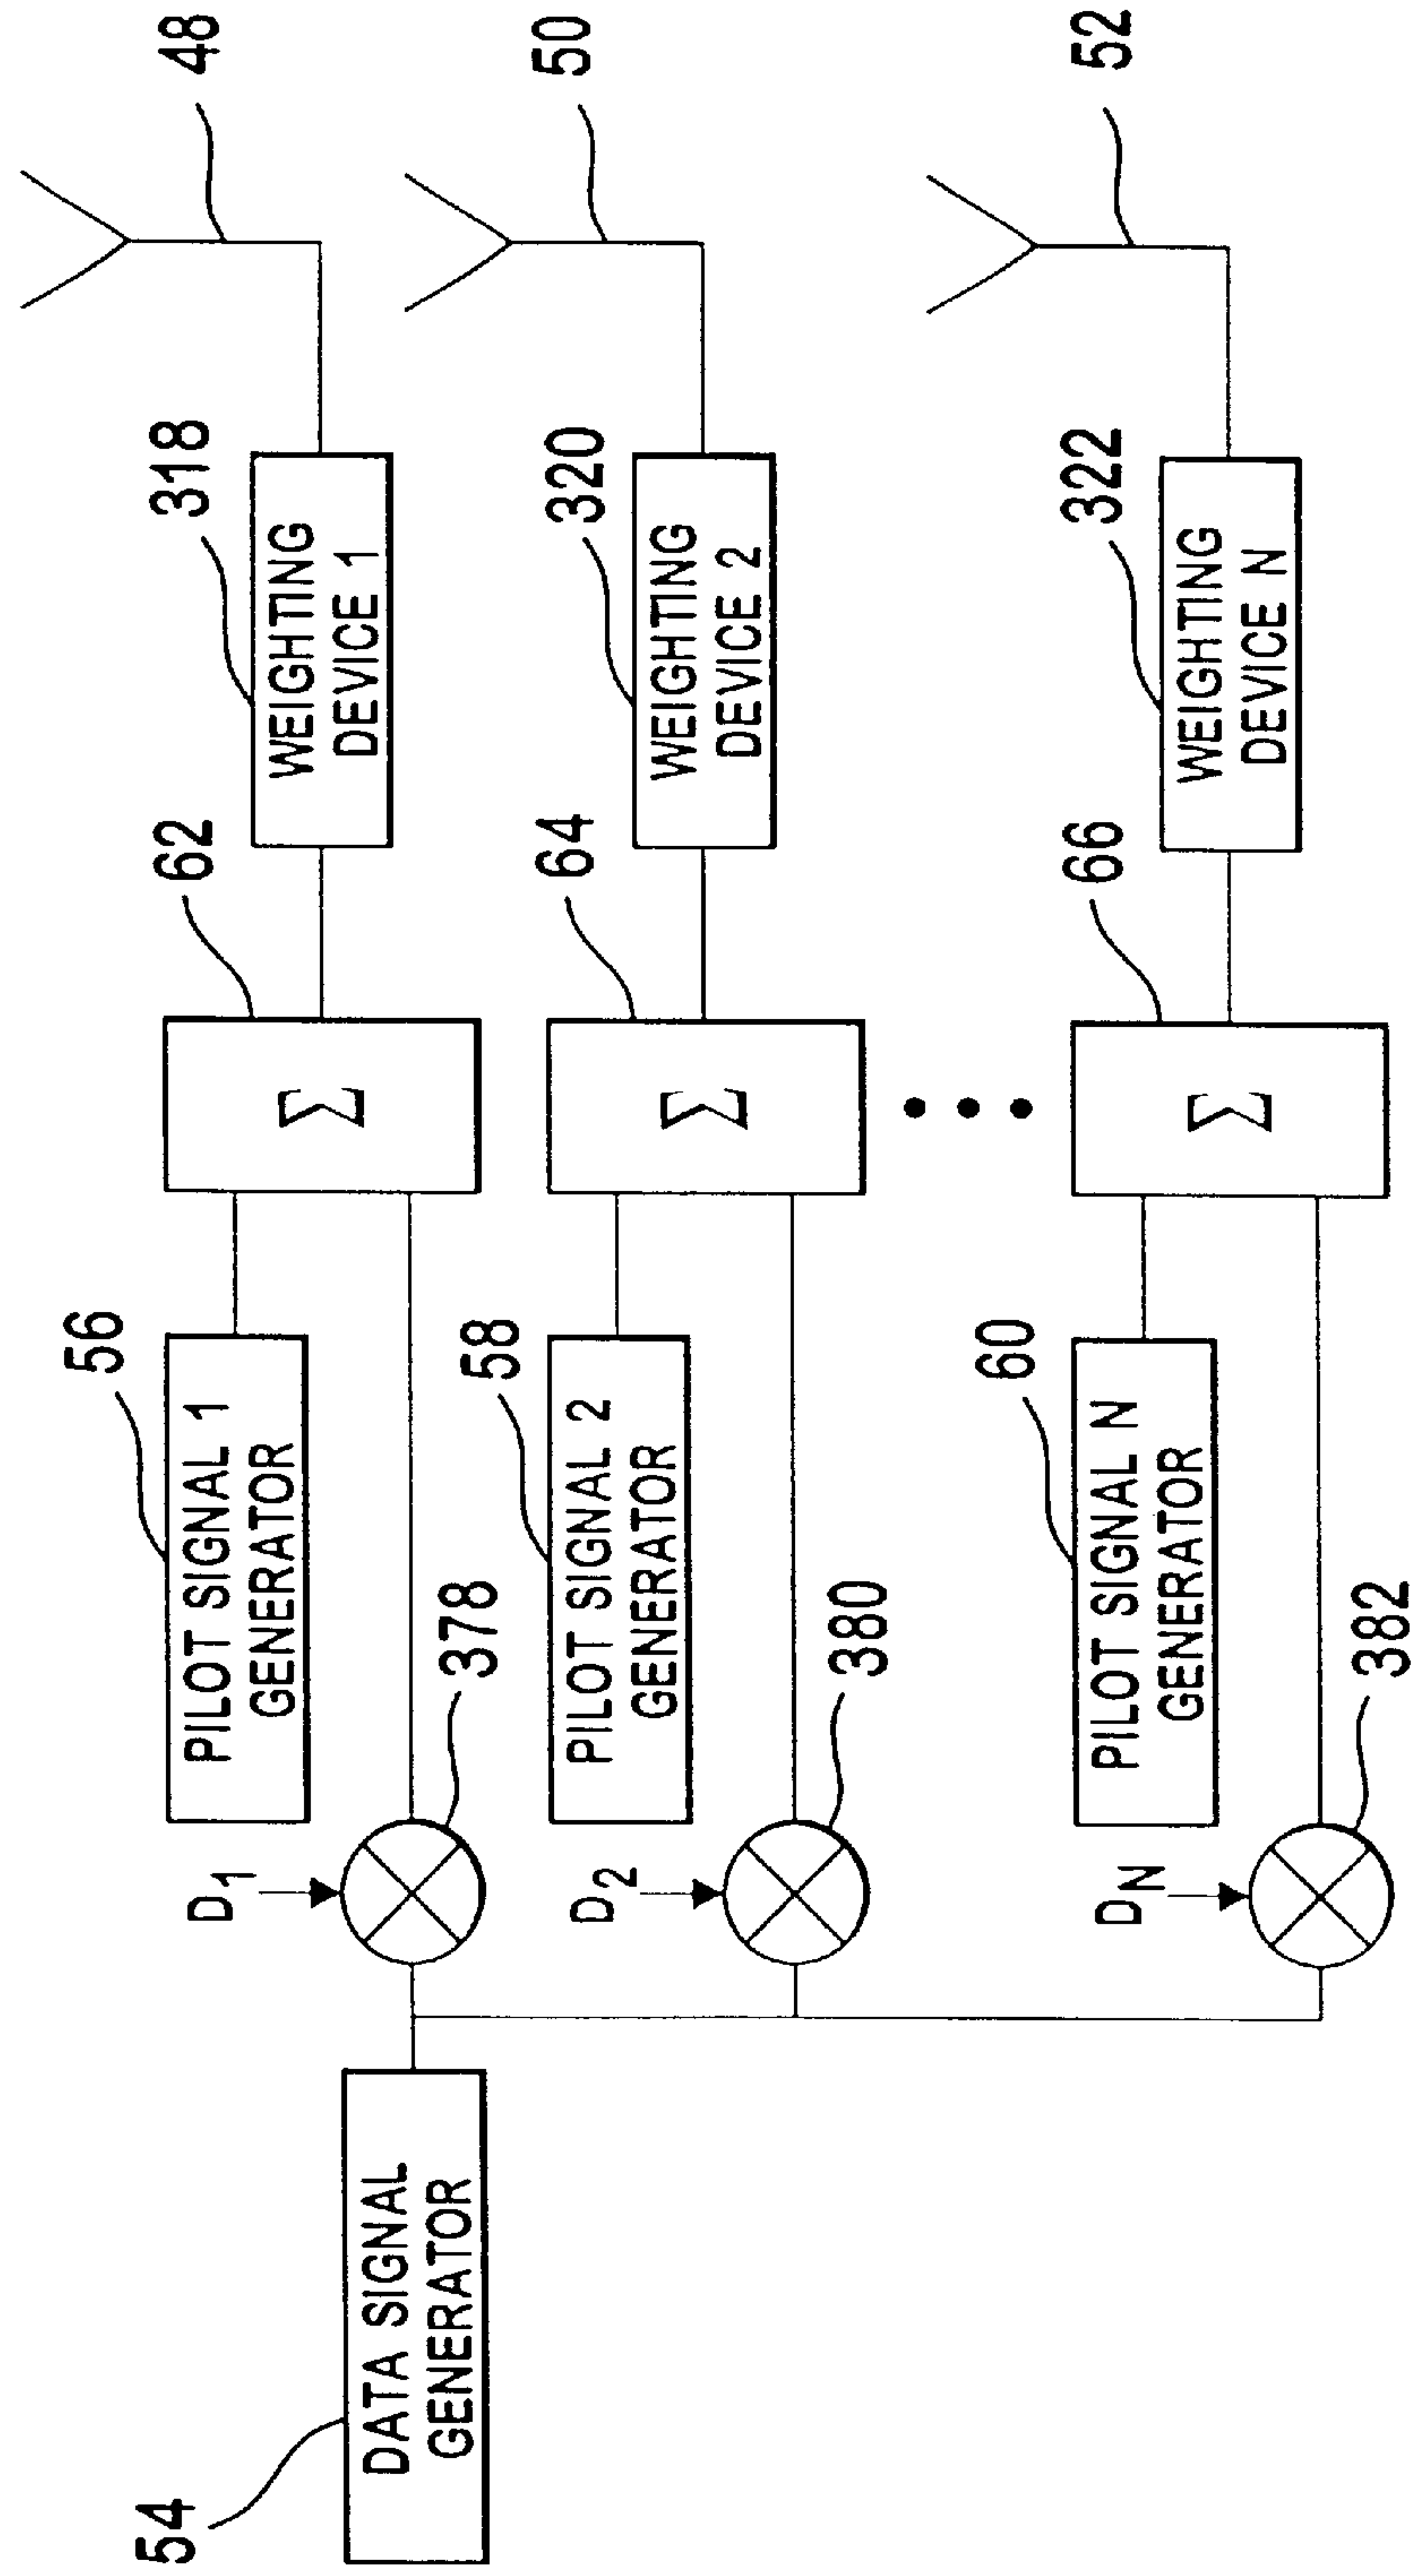 54
DATA SIGNAL
GENERATOR
D1
378
56
PILOT SIGNAL 1
GENERATOR
62
Σ
318
WEIGHTING
DEVICE 1
48
D2
380
58
PILOT SIGNAL 2
GENERATOR
64
Σ
320
WEIGHTING
DEVICE 2
50
DN
382
60
PILOT SIGNAL N
GENERATOR
66
Σ
322
WEIGHTING
DEVICE N
52